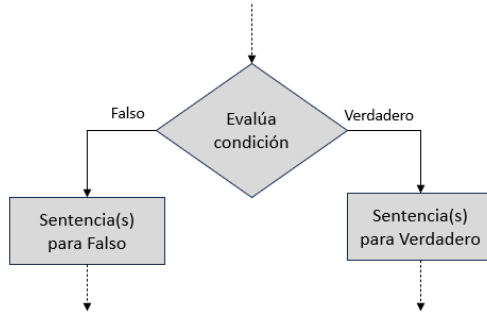 Falso
Evalúa
condición
Verdadero
Sentencia(s)
para Falso
Sentencia(s)
para Verdadero